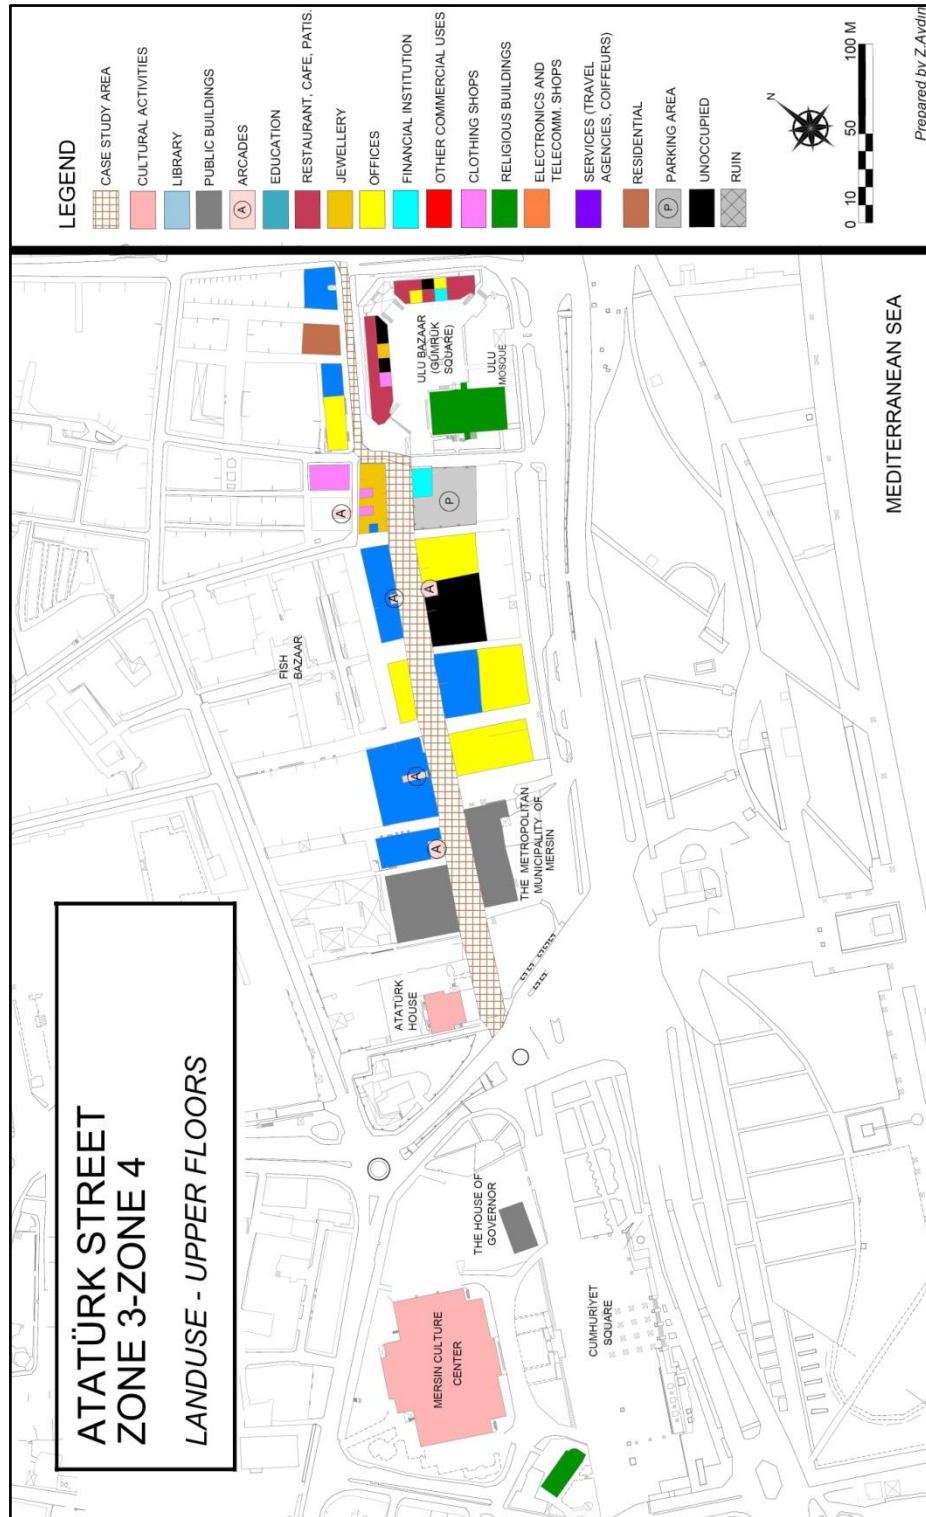 ATATÜRK STREET
ZONE 3-ZONE 4
LANDUSE - UPPER FLOORS
MERSIN CULTURE
CENTER
THE HOUSE OF
GOVERNOR
CUMHURİYET
SQUARE
ATATÜRK
HOUSE
THE METROPOLITAN
MUNICIPALITY OF
MERSIN
FISH
BAZAAR
A
A
A
A
A
P
ULU BAZAAR
(GÜMRÜK
SQUARE)
ULU
MOSQUE
MEDITERRANEAN SEA
LEGEND
CASE STUDY AREA
CULTURAL ACTIVITIES
LIBRARY
PUBLIC BUILDINGS
A ARCADES
EDUCATION
RESTAURANT, CAFE, PATIS.
JEWELLERY
OFFICES
FINANCIAL INSTITUTION
OTHER COMMERCIAL USES
CLOTHING SHOPS
RELIGIOUS BUILDINGS
ELECTRONICS AND
TELECOMM. SHOPS
SERVICES (TRAVEL
AGENCIES, COIFFEURS)
RESIDENTIAL
P PARKING AREA
UNOCCUPIED
RUIN
N
0 10 50 100 M
Prepared by Z.Aydın